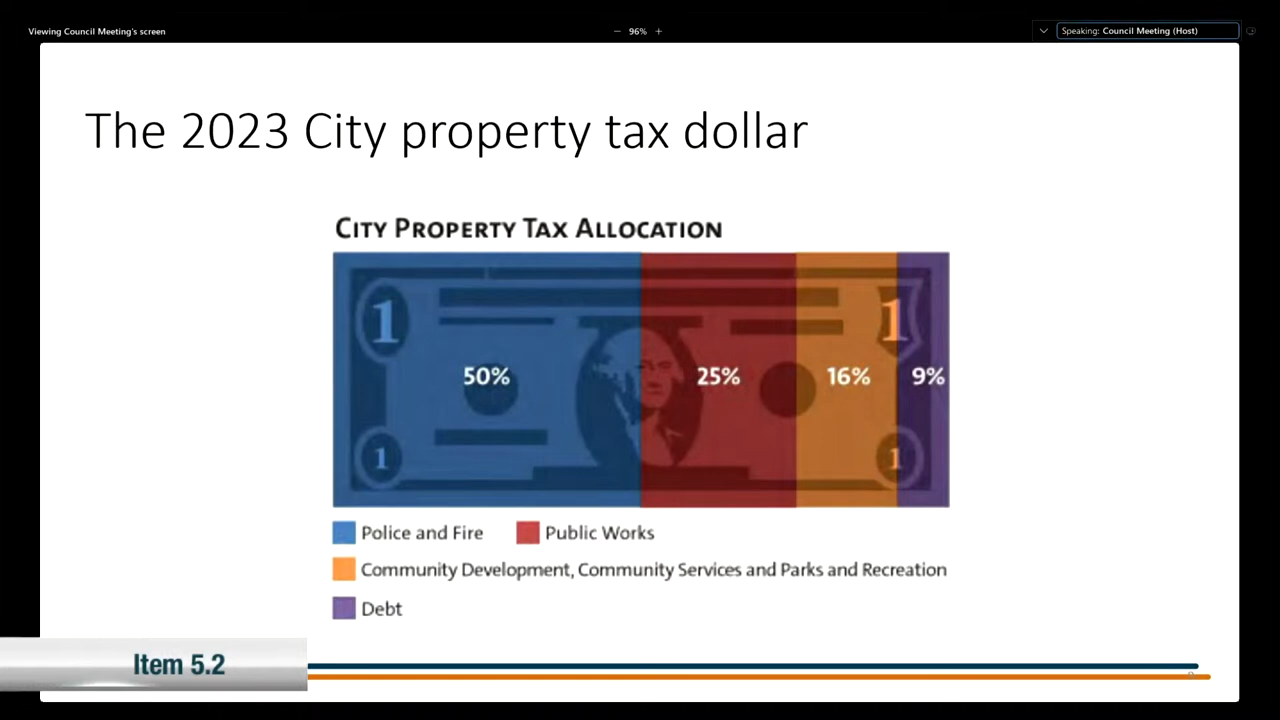 Viewing Council Meeting's screen
− 96% +
Speaking: Council Meeting (Host)
The 2023 City property tax dollar
City Property Tax Allocation
1 1
50% 25% 16% 9%
1 1
Police and Fire Public Works
Community Development, Community Services and Parks and Recreation
Debt
Item 5.2